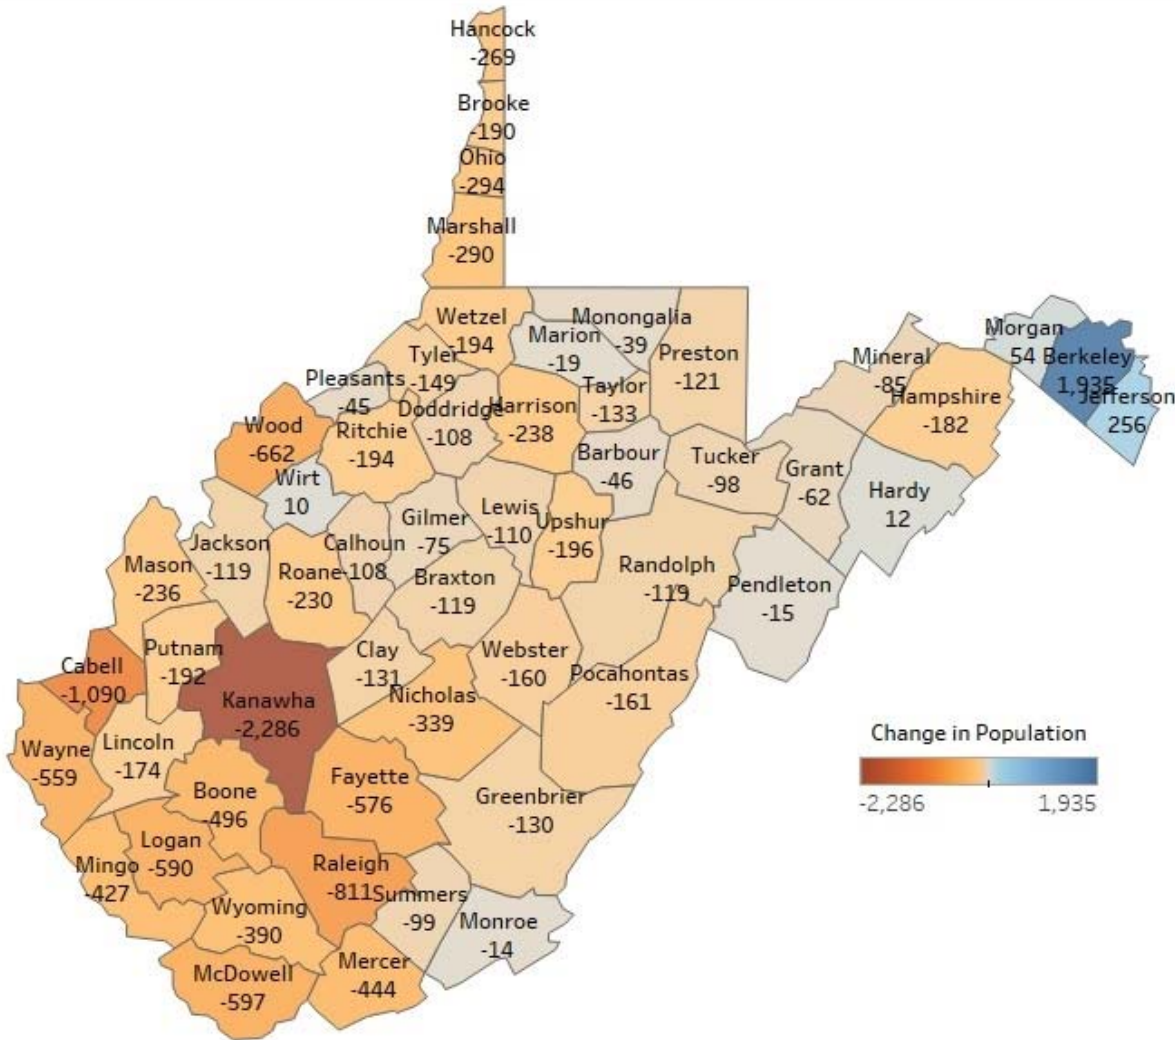 Hancock
-269
Brooke
-190
Ohio
-294
Marshall
-290
Wetzel
-194
Monongalia
-39
Marion
-19
Preston
-121
Tyler
-149
Pleasants
-45
Doddridge
-108
Harrison
-238
Taylor
-133
Wood
-662
Ritchie
-194
Barbour
-46
Tucker
-98
Grant
-62
Mineral
-85
Hampshire
-182
Morgan
54
Berkeley
1,935
Jefferson
256
Hardy
12
Wirt
10
Gilmer
-75
Lewis
-110
Upshur
-196
Jackson
-119
Calhoun
-108
Mason
-236
Roane
-230
Braxton
-119
Randolph
-119
Pendleton
-15
Cabell
-1,090
Putnam
-192
Kanawha
-2,286
Clay
-131
Webster
-160
Pocahontas
-161
Nicholas
-339
Wayne
-559
Lincoln
-174
Boone
-496
Fayette
-576
Greenbrier
-130
Logan
-590
Mingo
-427
Raleigh
-811
Summers
-99
Wyoming
-390
Monroe
-14
McDowell
-597
Mercer
-444
Change in Population
-2,286
1,935